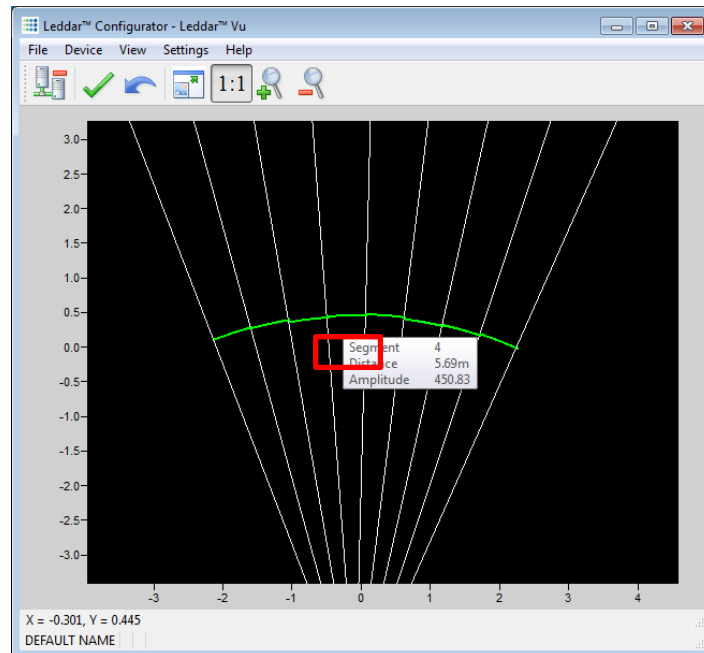 Leddar™ Configurator - Leddar™ Vu
File Device View Settings Help
1:1
3.0
2.5
2.0
1.5
1.0
0.5
0.0
-0.5
-1.0
-1.5
-2.0
-2.5
-3.0
Segment 4
Distance 5.69m
Amplitude 450.83
-3 -2 -1 0 1 2 3 4
X = -0.301, Y = 0.445
DEFAULT NAME